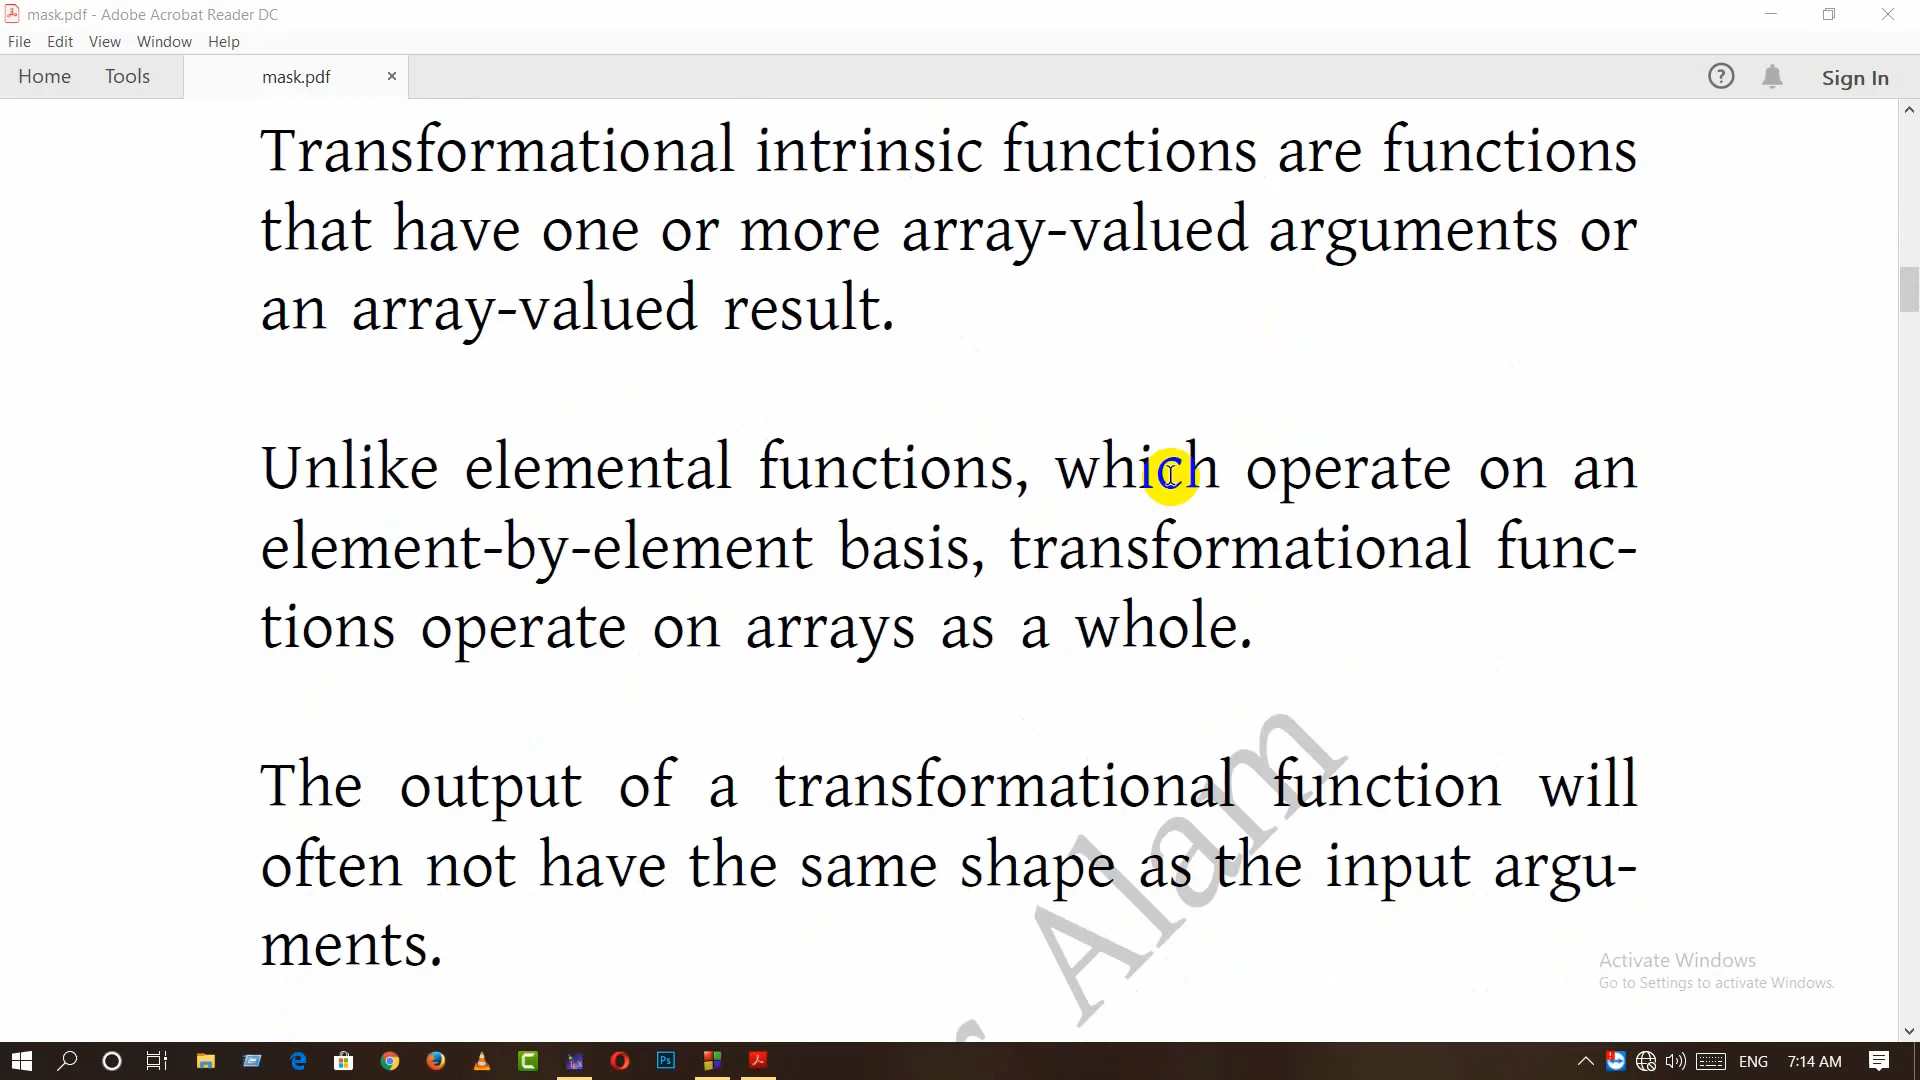 mask.pdf - Adobe Acrobat Reader DC
File Edit View Window Help
Home Tools mask.pdf × Sign In
Transformational intrinsic functions are functions
that have one or more array-valued arguments or
an array-valued result.
Unlike elemental functions, which operate on an
element-by-element basis, transformational func-
tions operate on arrays as a whole.
The output of a transformational function will
often not have the same shape as the input argu-
ments.
Alam
Activate Windows
Go to Settings to activate Windows.
ENG 7:14 AM